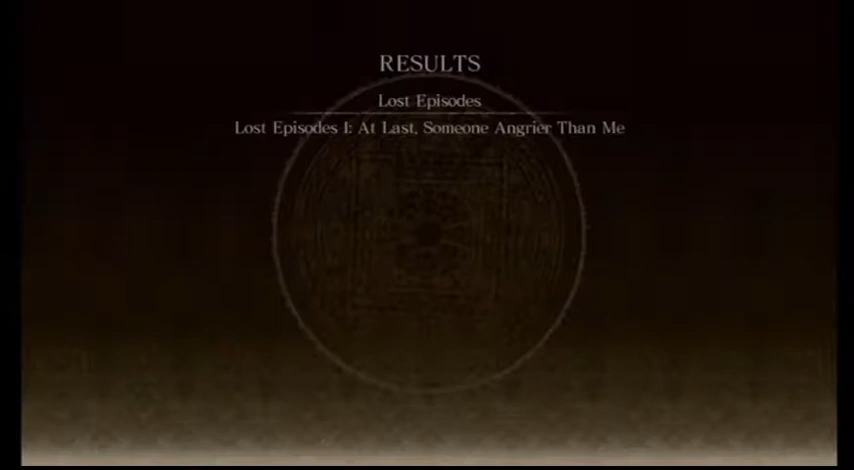 RESULTS
Lost Episodes
Lost Episodes I: At Last, Someone Angrier Than Me